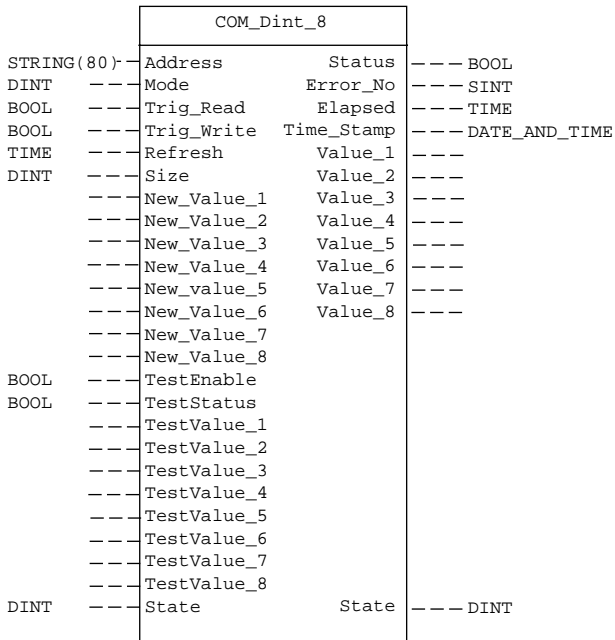 COM_Dint_8
STRING(80) Address Status BOOL
DINT Mode Error_No SINT
BOOL Trig_Read Elapsed TIME
BOOL Trig_Write Time_Stamp DATE_AND_TIME
TIME Refresh Value_1
DINT Size Value_2
New_Value_1 Value_3
New_Value_2 Value_4
New_Value_3 Value_5
New_Value_4 Value_6
New_value_5 Value_7
New_Value_6 Value_8
New_Value_7
New_Value_8
BOOL TestEnable
BOOL TestStatus
TestValue_1
TestValue_2
TestValue_3
TestValue_4
TestValue_5
TestValue_6
TestValue_7
TestValue_8
DINT State State DINT